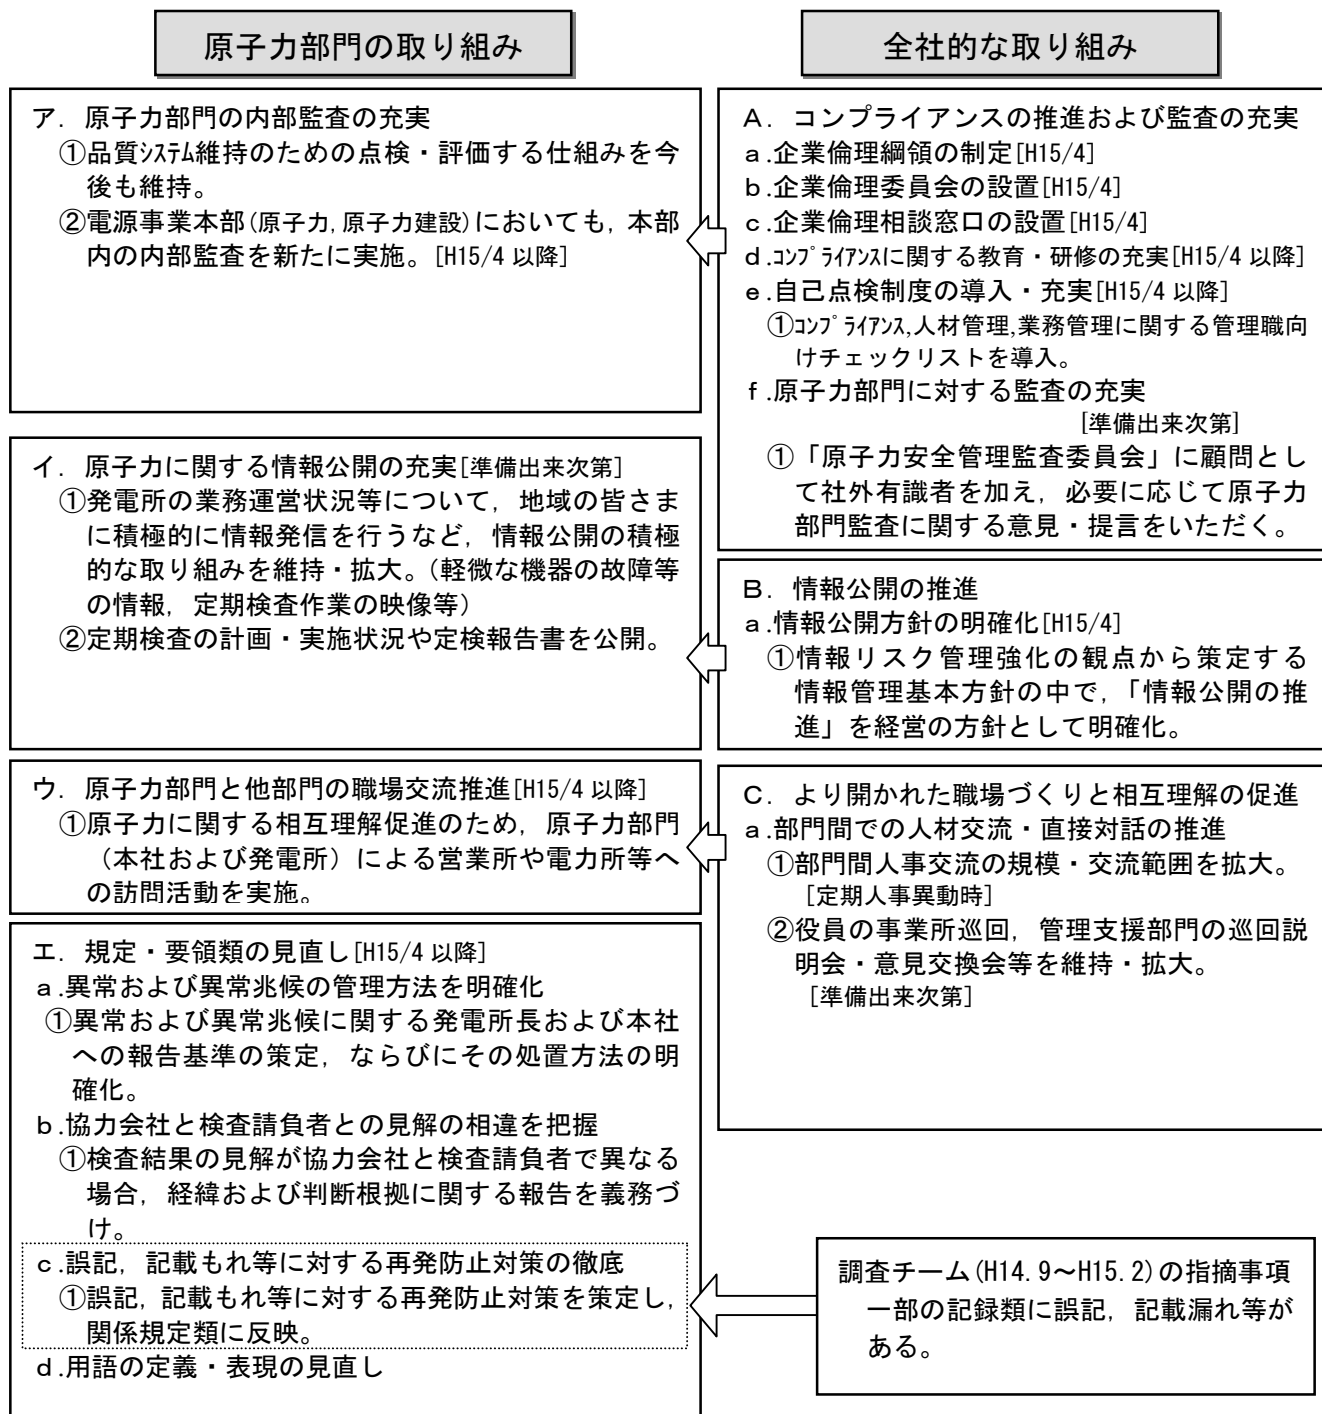 原子力部門の取り組み
ア．原子力部門の内部監査の充実
①品質ｼｽﾃﾑ維持のための点検・評価する仕組みを今
後も維持。
②電源事業本部(原子力,原子力建設)においても，本部
内の内部監査を新たに実施。[H15/4 以降]
イ．原子力に関する情報公開の充実[準備出来次第]
①発電所の業務運営状況等について，地域の皆さま
に積極的に情報発信を行うなど，情報公開の積極
的な取り組みを維持・拡大。（軽微な機器の故障等
の情報，定期検査作業の映像等）
②定期検査の計画・実施状況や定検報告書を公開。
ウ．原子力部門と他部門の職場交流推進[H15/4 以降]
①原子力に関する相互理解促進のため，原子力部門
（本社および発電所）による営業所や電力所等へ
の訪問活動を実施。
エ．規定・要領類の見直し[H15/4 以降]
ａ.異常および異常兆候の管理方法を明確化
①異常および異常兆候に関する発電所長および本社
への報告基準の策定，ならびにその処置方法の明
確化。
ｂ.協力会社と検査請負者との見解の相違を把握
①検査結果の見解が協力会社と検査請負者で異なる
場合，経緯および判断根拠に関する報告を義務づ
け。
ｃ.誤記，記載もれ等に対する再発防止対策の徹底
①誤記，記載もれ等に対する再発防止対策を策定し，
関係規定類に反映。
ｄ.用語の定義・表現の見直し
全社的な取り組み
Ａ．コンプライアンスの推進および監査の充実
ａ.企業倫理綱領の制定[H15/4]
ｂ.企業倫理委員会の設置[H15/4]
ｃ.企業倫理相談窓口の設置[H15/4]
ｄ.ｺﾝﾌﾟﾗｲｱﾝｽに関する教育・研修の充実[H15/4 以降]
ｅ.自己点検制度の導入・充実[H15/4 以降]
①ｺﾝﾌﾟﾗｲｱﾝｽ,人材管理,業務管理に関する管理職向
けチェックリストを導入。
ｆ.原子力部門に対する監査の充実
[準備出来次第]
①「原子力安全管理監査委員会」に顧問とし
て社外有識者を加え，必要に応じて原子力
部門監査に関する意見・提言をいただく。
Ｂ．情報公開の推進
ａ.情報公開方針の明確化[H15/4]
①情報リスク管理強化の観点から策定する
情報管理基本方針の中で，「情報公開の推
進」を経営の方針として明確化。
Ｃ．より開かれた職場づくりと相互理解の促進
ａ.部門間での人材交流・直接対話の推進
①部門間人事交流の規模・交流範囲を拡大。
[定期人事異動時]
②役員の事業所巡回，管理支援部門の巡回説
明会・意見交換会等を維持・拡大。
[準備出来次第]
調査チーム(H14.9～H15.2)の指摘事項
一部の記録類に誤記，記載漏れ等が
ある。